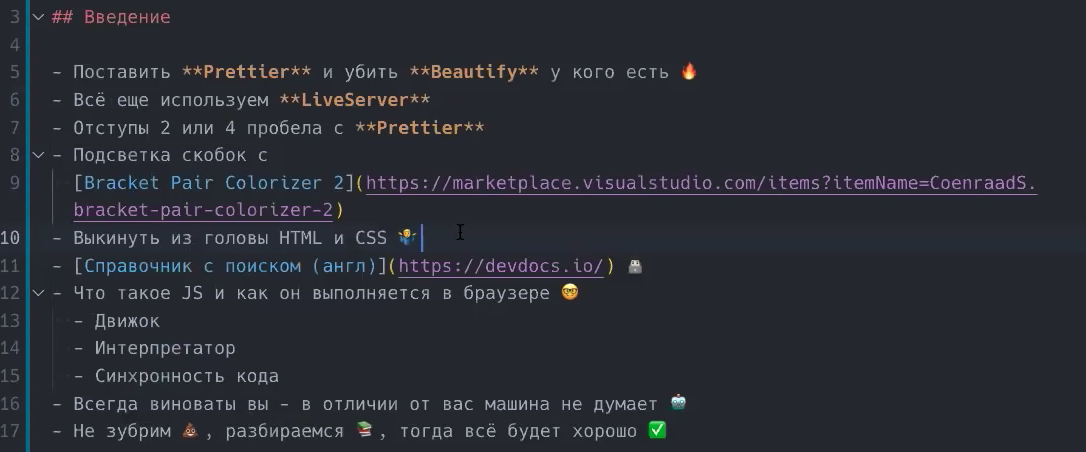 3 ## Введение
4
5 - Поставить **Prettier** и убить **Beautify** у кого есть 🔥
6 - Всё еще используем **LiveServer**
7 - Отступы 2 или 4 пробела с **Prettier**
8 - Подсветка скобок с
9 [Bracket Pair Colorizer 2](https://marketplace.visualstudio.com/items?itemName=CoenraadS.
bracket-pair-colorizer-2)
10 - Выкинуть из головы HTML и CSS 🤷‍♂️
11 - [Справочник с поиском (англ)](https://devdocs.io/) 
12 - Что такое JS и как он выполняется в браузере 🤓
13 - Движок
14 - Интерпретатор
15 - Синхронность кода
16 - Всегда виноваты вы - в отличии от вас машина не думает 🤖
17 - Не зубрим 💩, разбираемся 📚, тогда всё будет хорошо ✅